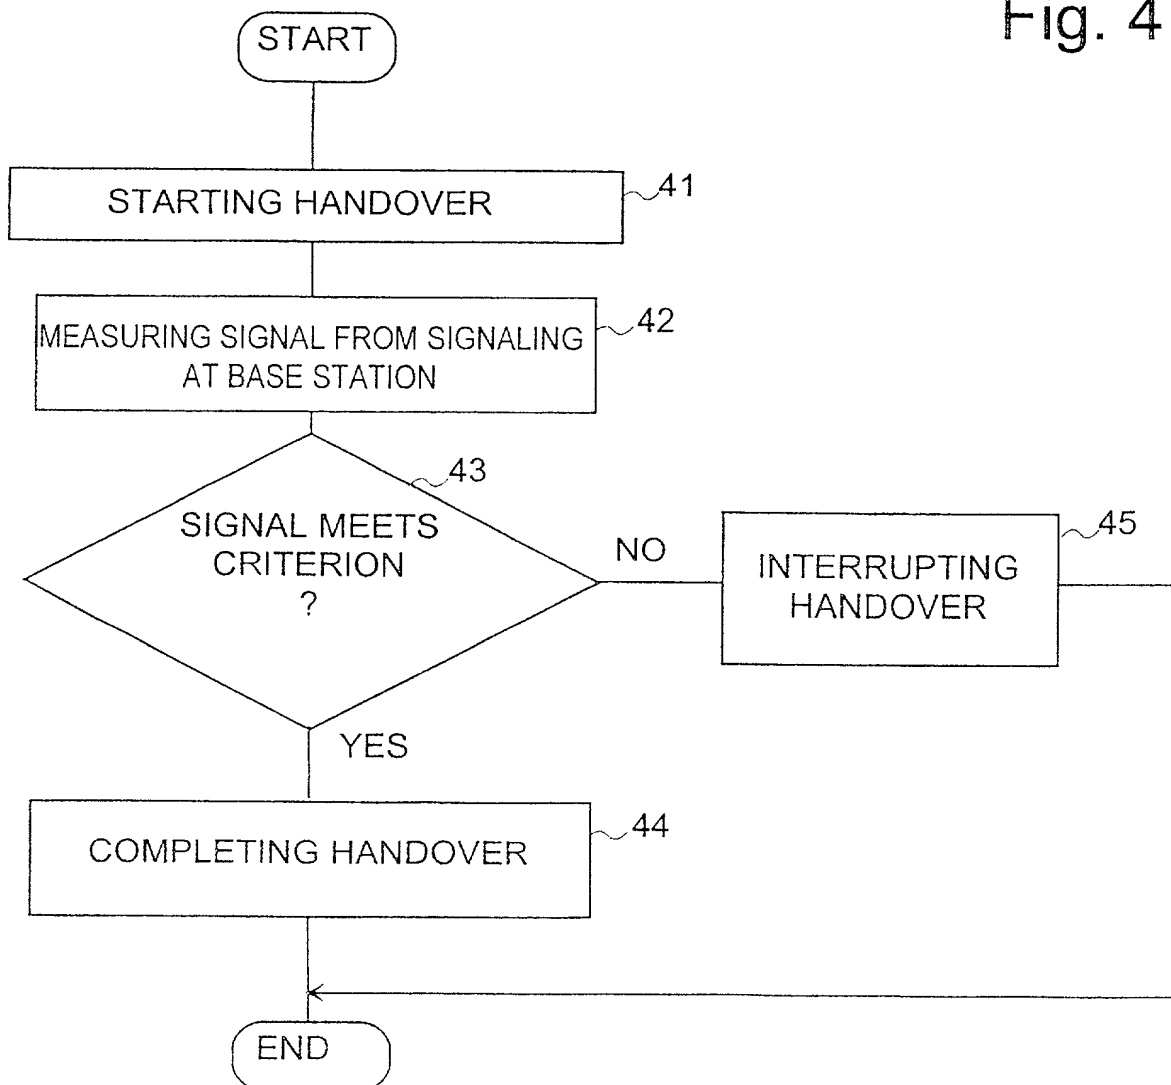 Fig. 4
START
STARTING HANDOVER
41
MEASURING SIGNAL FROM SIGNALING
AT BASE STATION
42
43
SIGNAL MEETS
CRITERION
?
NO
INTERRUPTING
HANDOVER
45
YES
COMPLETING HANDOVER
44
END